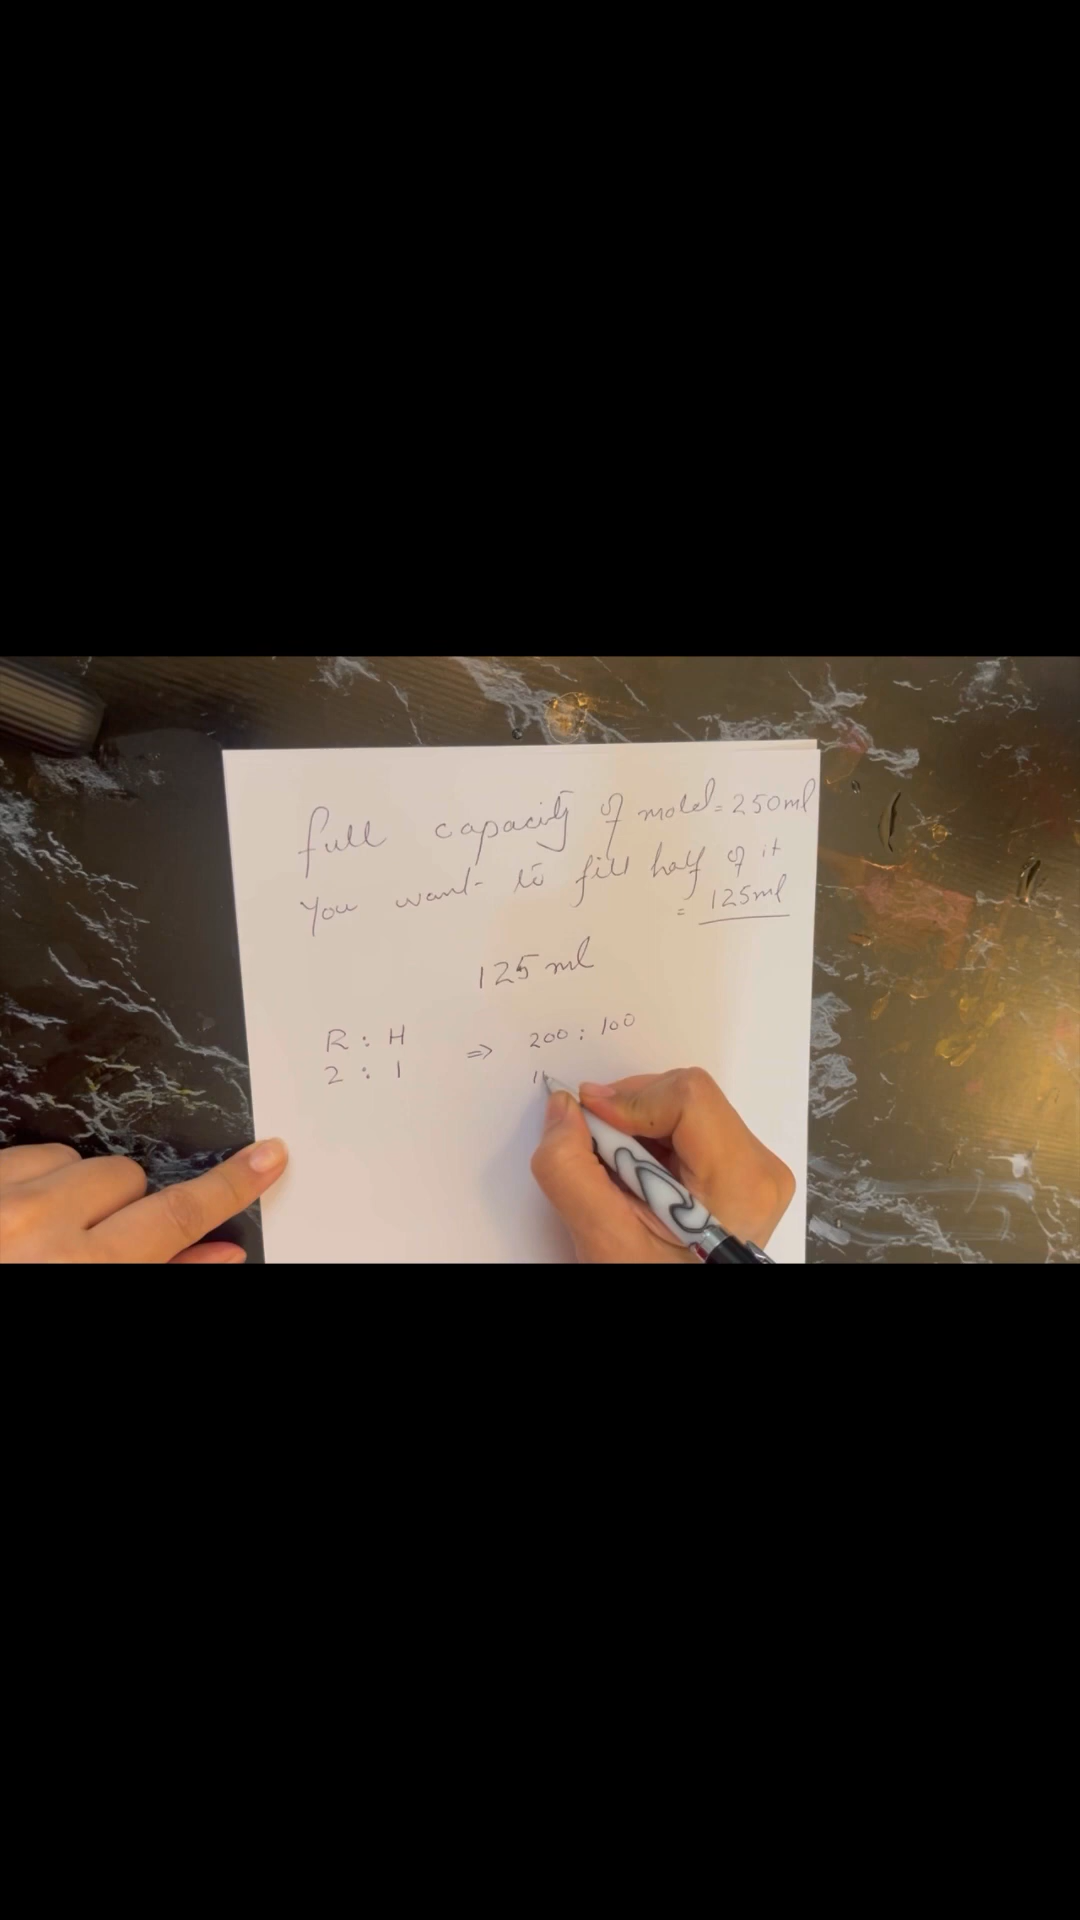 full capacity of mold = 250ml
You want to fill half of it
= 125ml
125 ml
R : H => 200 : 100
2 : 1